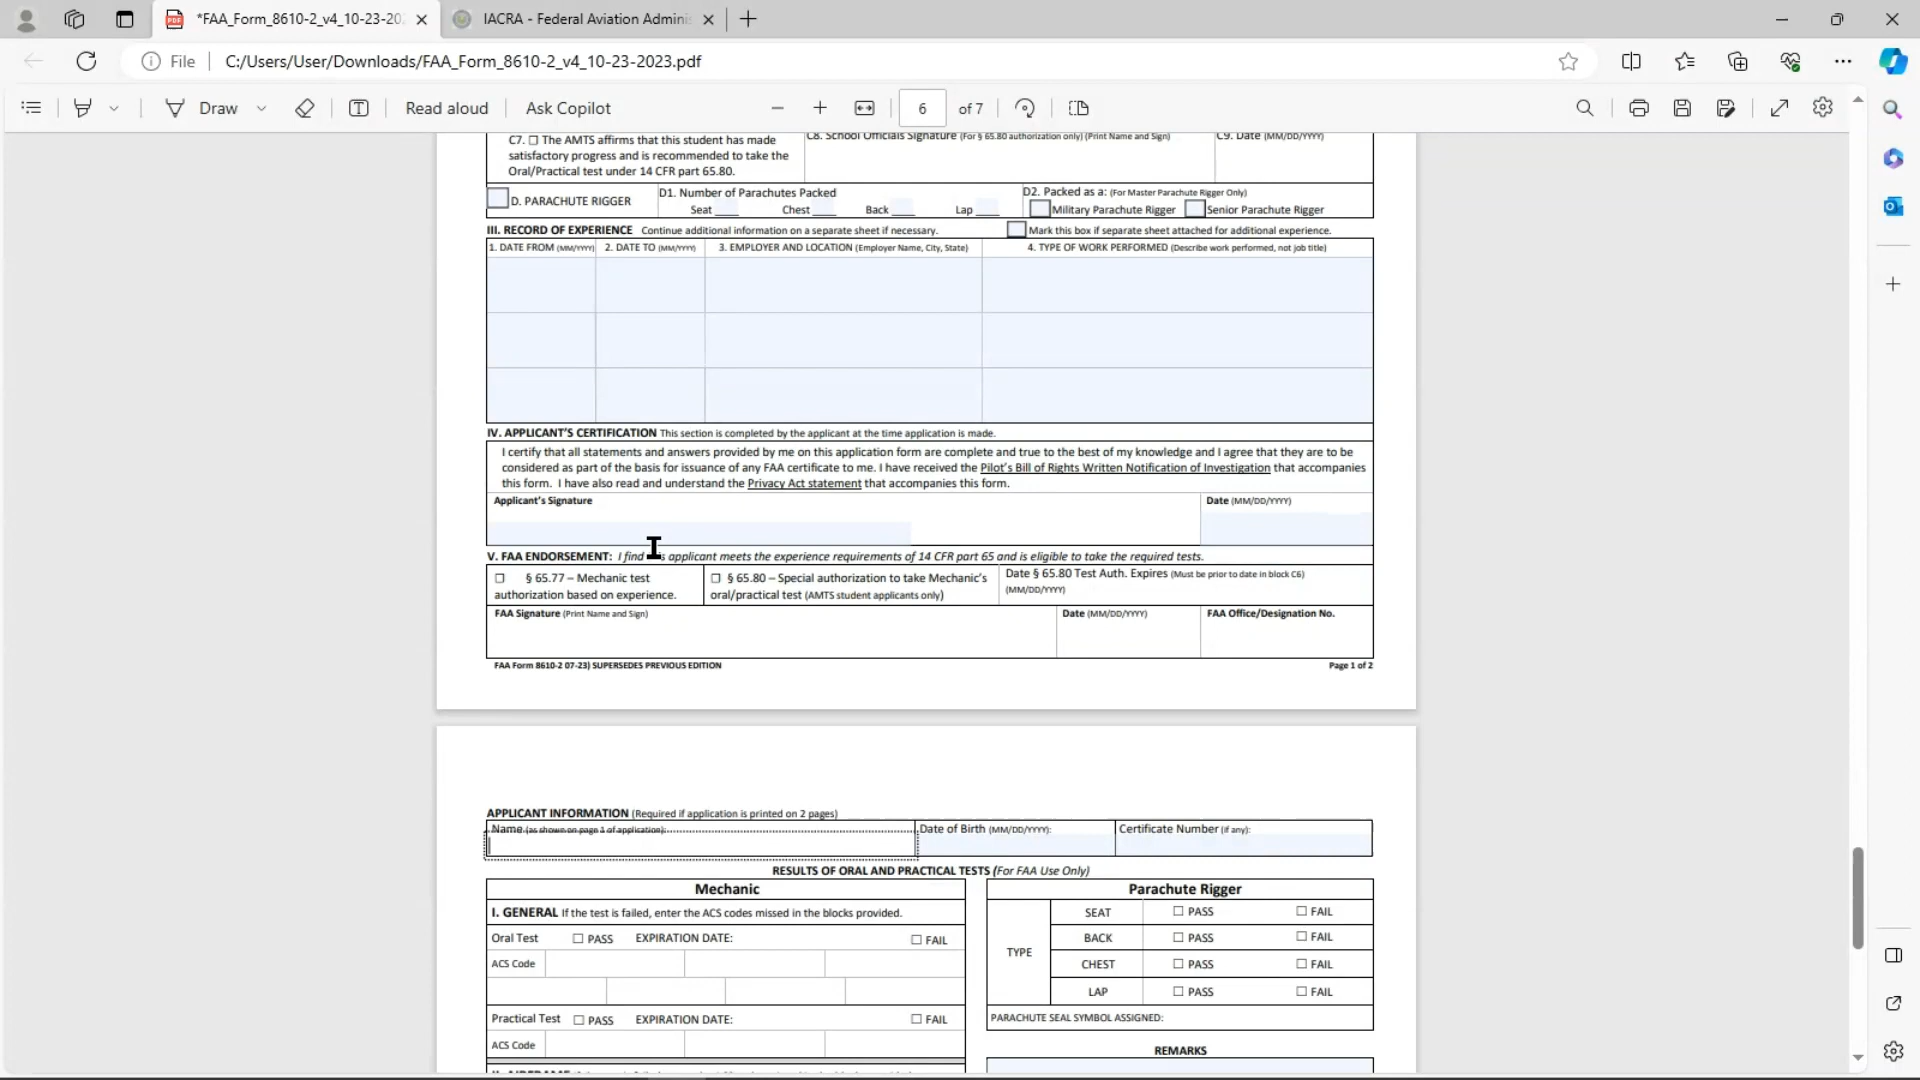 *FAA_Form_8610-2_v4_10-23-20
IACRA - Federal Aviation Admini
File
C:/Users/User/Downloads/FAA_Form_8610-2_v4_10-23-2023.pdf
Draw
Read aloud
Ask Copilot
6 of 7
C7. ☐ The AMTS affirms that this student has made
satisfactory progress and is recommended to take the
Oral/Practical test under 14 CFR part 65.80.
C8. School Officials Signature (For § 65.80 authorization only) (Print Name and Sign)
C9. Date (MM/DD/YYYY)
D. PARACHUTE RIGGER
D1. Number of Parachutes Packed
Seat ___ Chest ___ Back ___ Lap ___
D2. Packed as a: (For Master Parachute Rigger Only)
Military Parachute Rigger Senior Parachute Rigger
III. RECORD OF EXPERIENCE Continue additional information on a separate sheet if necessary. Mark this box if separate sheet attached for additional experience.
1. DATE FROM (MM/YYYY) 2. DATE TO (MM/YYYY) 3. EMPLOYER AND LOCATION (Employer Name, City, State) 4. TYPE OF WORK PERFORMED (Describe work performed, not job title)
IV. APPLICANT'S CERTIFICATION This section is completed by the applicant at the time application is made.
I certify that all statements and answers provided by me on this application form are complete and true to the best of my knowledge and I agree that they are to be
considered as part of the basis for issuance of any FAA certificate to me. I have received the Pilot's Bill of Rights Written Notification of Investigation that accompanies
this form. I have also read and understand the Privacy Act statement that accompanies this form.
Applicant's Signature Date (MM/DD/YYYY)
V. FAA ENDORSEMENT: I find applicant meets the experience requirements of 14 CFR part 65 and is eligible to take the required tests.
☐ § 65.77 – Mechanic test
authorization based on experience.
☐ § 65.80 – Special authorization to take Mechanic's
oral/practical test (AMTS student applicants only)
Date § 65.80 Test Auth. Expires (Must be prior to date in block C6)
(MM/DD/YYYY)
FAA Signature (Print Name and Sign) Date (MM/DD/YYYY) FAA Office/Designation No.
FAA Form 8610-2 07-23) SUPERSEDES PREVIOUS EDITION Page 1 of 2
APPLICANT INFORMATION (Required if application is printed on 2 pages)
Name (as shown on page 1 of application): Date of Birth (MM/DD/YYYY): Certificate Number (if any):
RESULTS OF ORAL AND PRACTICAL TESTS (For FAA Use Only)
Mechanic
I. GENERAL If the test is failed, enter the ACS codes missed in the blocks provided.
Oral Test ☐ PASS EXPIRATION DATE: ☐ FAIL
ACS Code
Practical Test ☐ PASS EXPIRATION DATE: ☐ FAIL
ACS Code
Parachute Rigger
TYPE
SEAT ☐ PASS ☐ FAIL
BACK ☐ PASS ☐ FAIL
CHEST ☐ PASS ☐ FAIL
LAP ☐ PASS ☐ FAIL
PARACHUTE SEAL SYMBOL ASSIGNED:
REMARKS